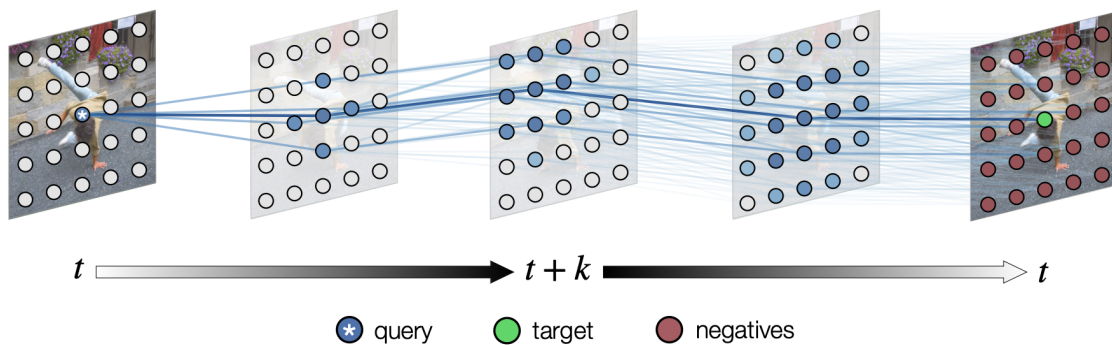 t t + k t
* query target negatives